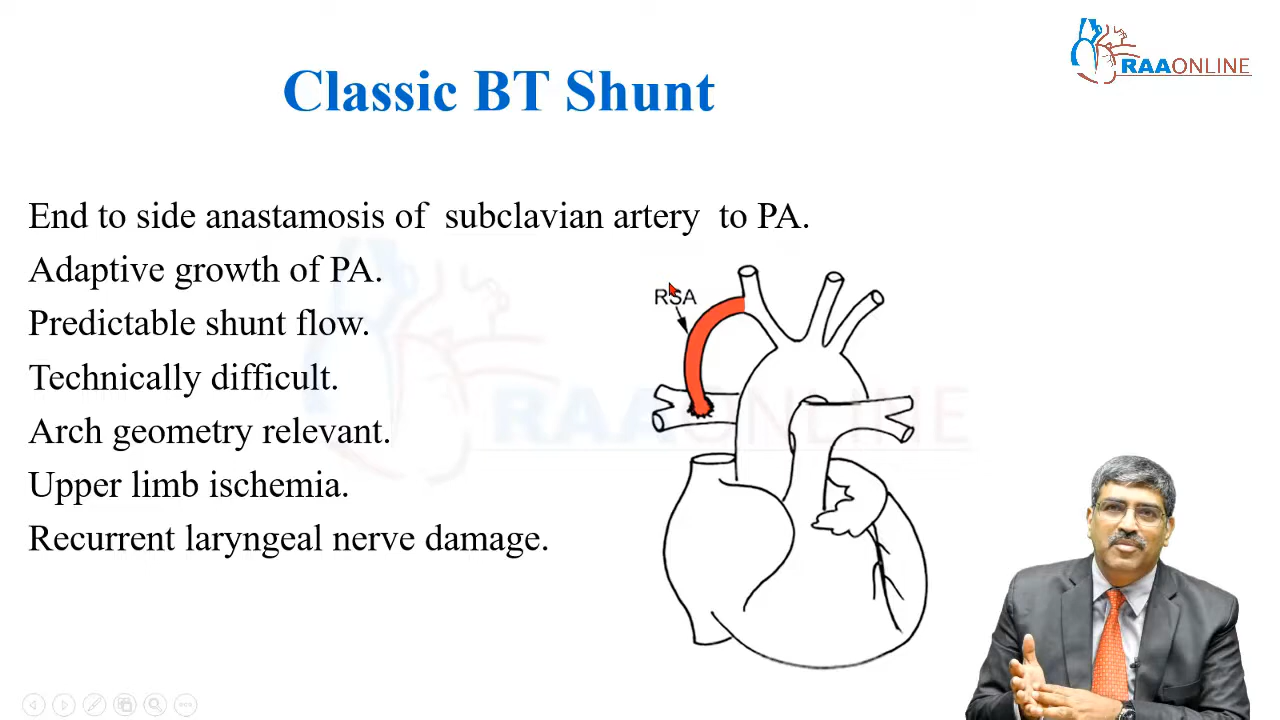 RAAONLINE
Classic BT Shunt
End to side anastamosis of subclavian artery to PA.
Adaptive growth of PA.
Predictable shunt flow.
Technically difficult.
Arch geometry relevant.
Upper limb ischemia.
Recurrent laryngeal nerve damage.
RSA
RAAONLINE